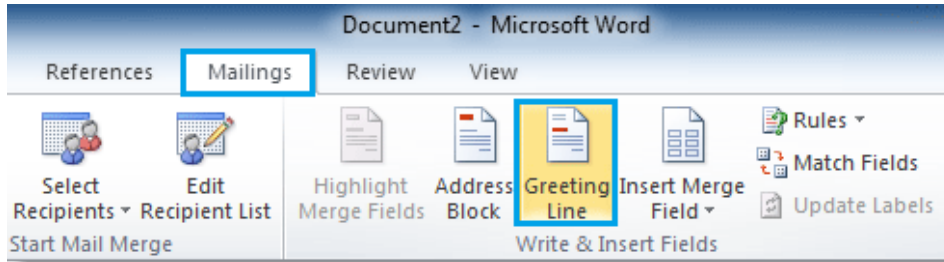 Document2 - Microsoft Word
References Mailings Review View
Select Recipients
Edit Recipient List
Highlight Merge Fields
Address Block
Greeting Line
Insert Merge Field
Rules
Match Fields
Update Labels
Start Mail Merge
Write & Insert Fields